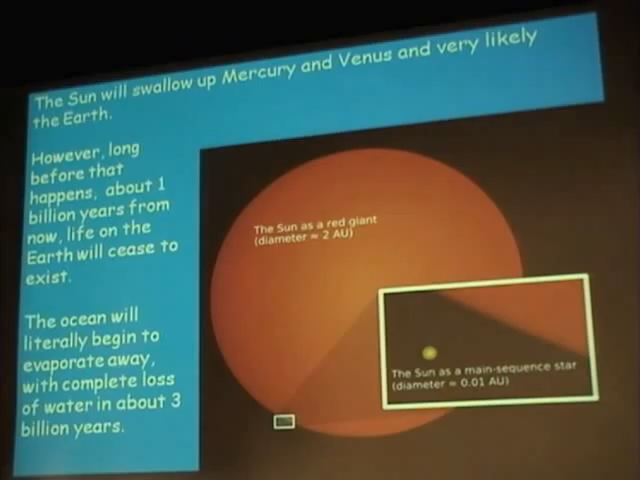 The Sun will swallow up Mercury and Venus and very likely
the Earth.
However, long
before that
happens, about 1
billion years from
now, life on the
Earth will cease to
exist.
The ocean will
literally begin to
evaporate away,
with complete loss
of water in about 3
billion years.
The Sun as a red giant
(diameter ≈ 2 AU)
The Sun as a main-sequence star
(diameter ≈ 0.01 AU)